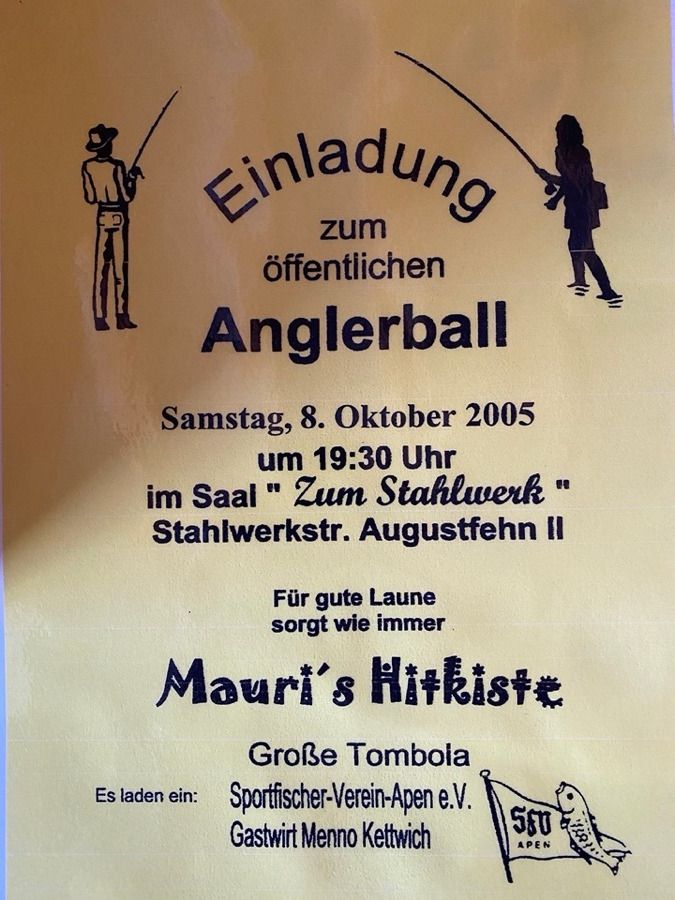 Einladung
zum
öffentlichen
Anglerball
Samstag, 8. Oktober 2005
um 19:30 Uhr
im Saal " Zum Stahlwerk "
Stahlwerkstr. Augustfehn II
Für gute Laune
sorgt wie immer
Mauri´s Hitkiste
Große Tombola
Es laden ein: Sportfischer-Verein-Apen e.V.
Gastwirt Menno Kettwich
SfV
APEN